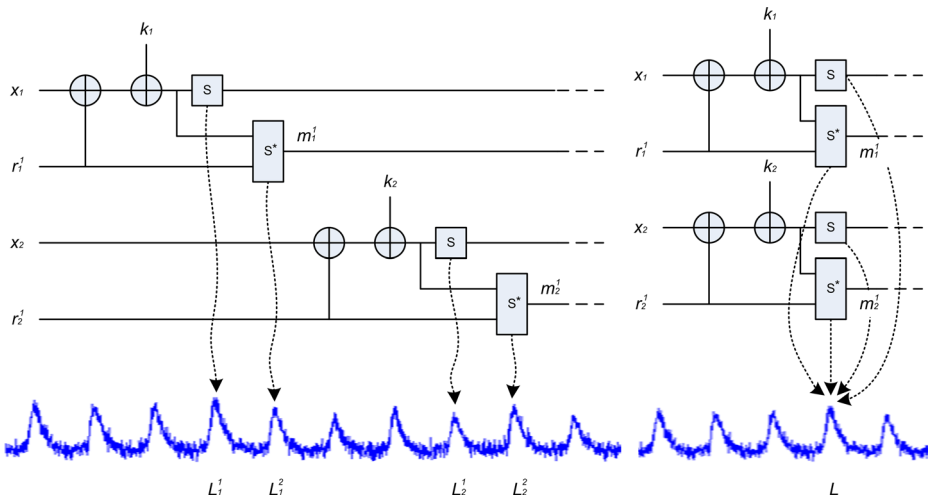 k₁
x₁
S
m₁¹
S*
r₁¹
k₂
x₂
S
m₂¹
S*
r₂¹
L₁¹ L₁² L₂¹ L₂²
k₁
x₁
S
S*
r₁¹
m₁¹
k₂
x₂
S
S*
r₂¹
m₂¹
L